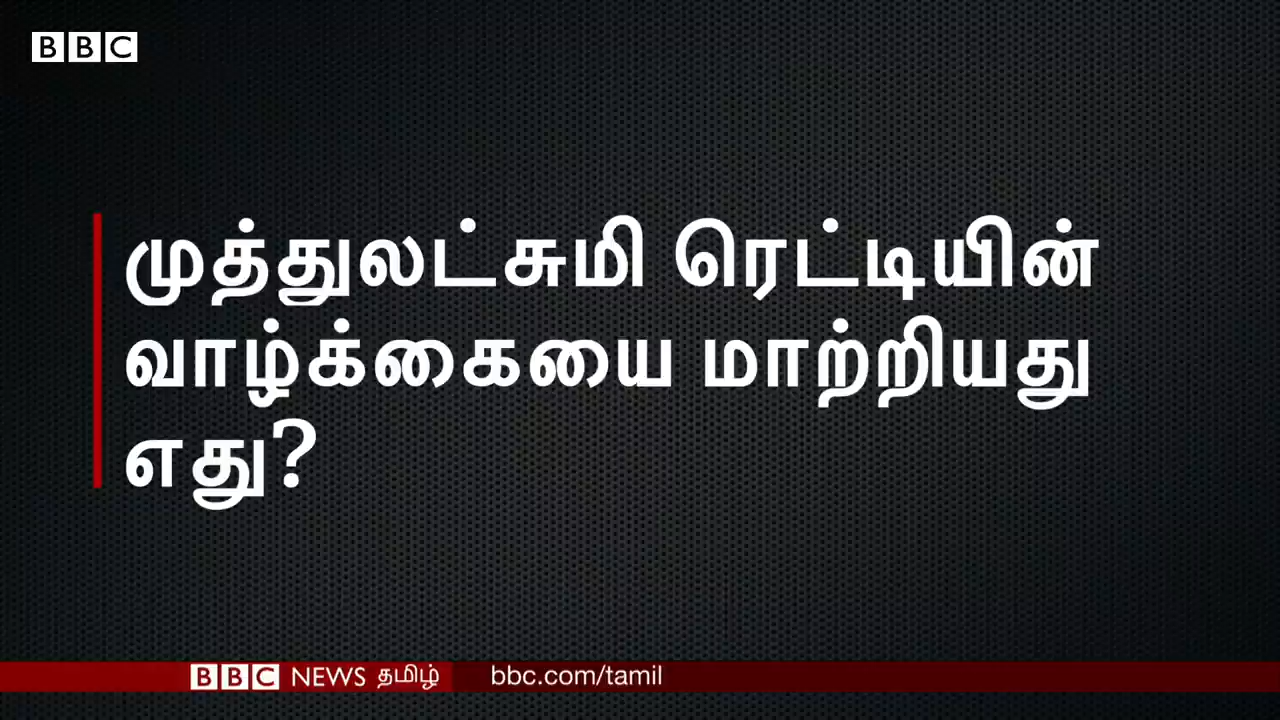 BBC
முத்துலட்சுமி ரெட்டியின்
வாழ்க்கையை மாற்றியது
எது?
BBC NEWS தமிழ் bbc.com/tamil